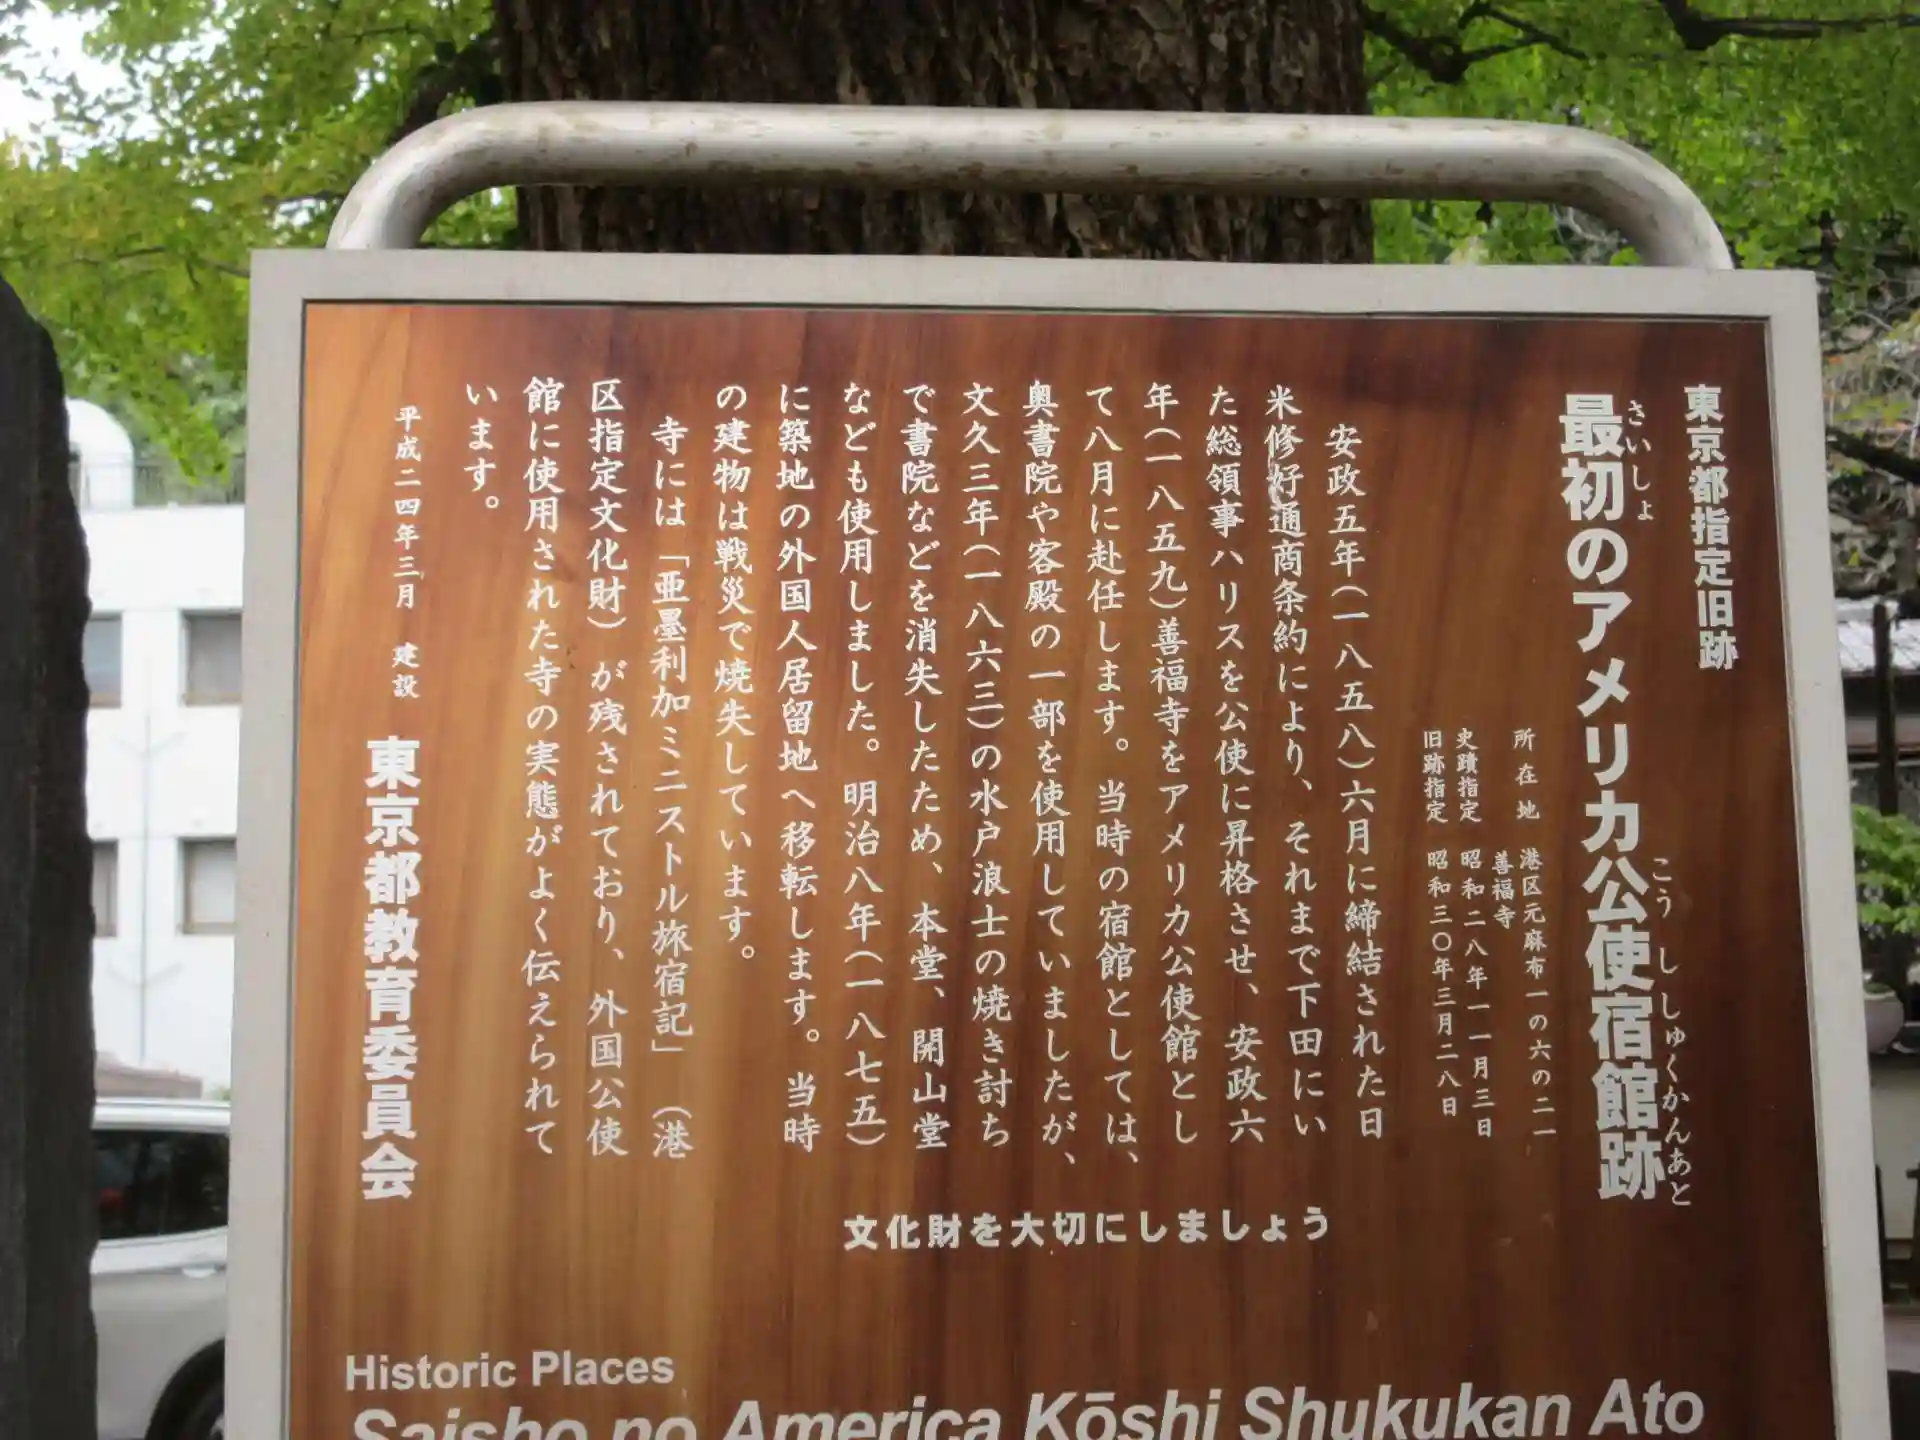 東京都指定旧跡
さいしょ こうししゅくかんあと
最初のアメリカ公使宿館跡
所在地 港区元麻布一の六の二一
善福寺
史蹟指定 昭和二八年一一月三日
旧跡指定 昭和三〇年三月二八日
安政五年(一八五八)六月に締結された日
米修好通商条約により、それまで下田にい
た総領事ハリスを公使に昇格させ、安政六
年(一八五九)善福寺をアメリカ公使館とし
て八月に赴任します。当時の宿館としては、
奥書院や客殿の一部を使用していましたが、
文久三年(一八六三)の水戸浪士の焼き討ち
で書院などを消失したため、本堂、開山堂
なども使用しました。明治八年(一八七五)
に築地の外国人居留地へ移転します。当時
の建物は戦災で焼失しています。
寺には「亜墨利加ミニストル旅宿記」(港
区指定文化財)が残されており、外国公使
館に使用された寺の実態がよく伝えられて
います。
平成二四年三月 建設 東京都教育委員会
文化財を大切にしましょう
Historic Places
Saisho no America Kōshi Shukukan Ato